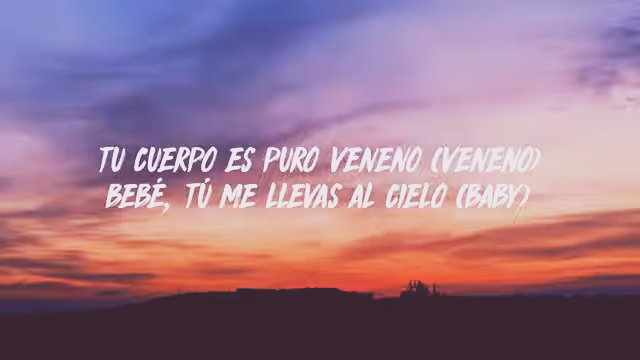 TU CUERPO ES PURO VENENO (VENENO)
BEBÉ, TÚ ME LLEVAS AL CIELO (BABY)